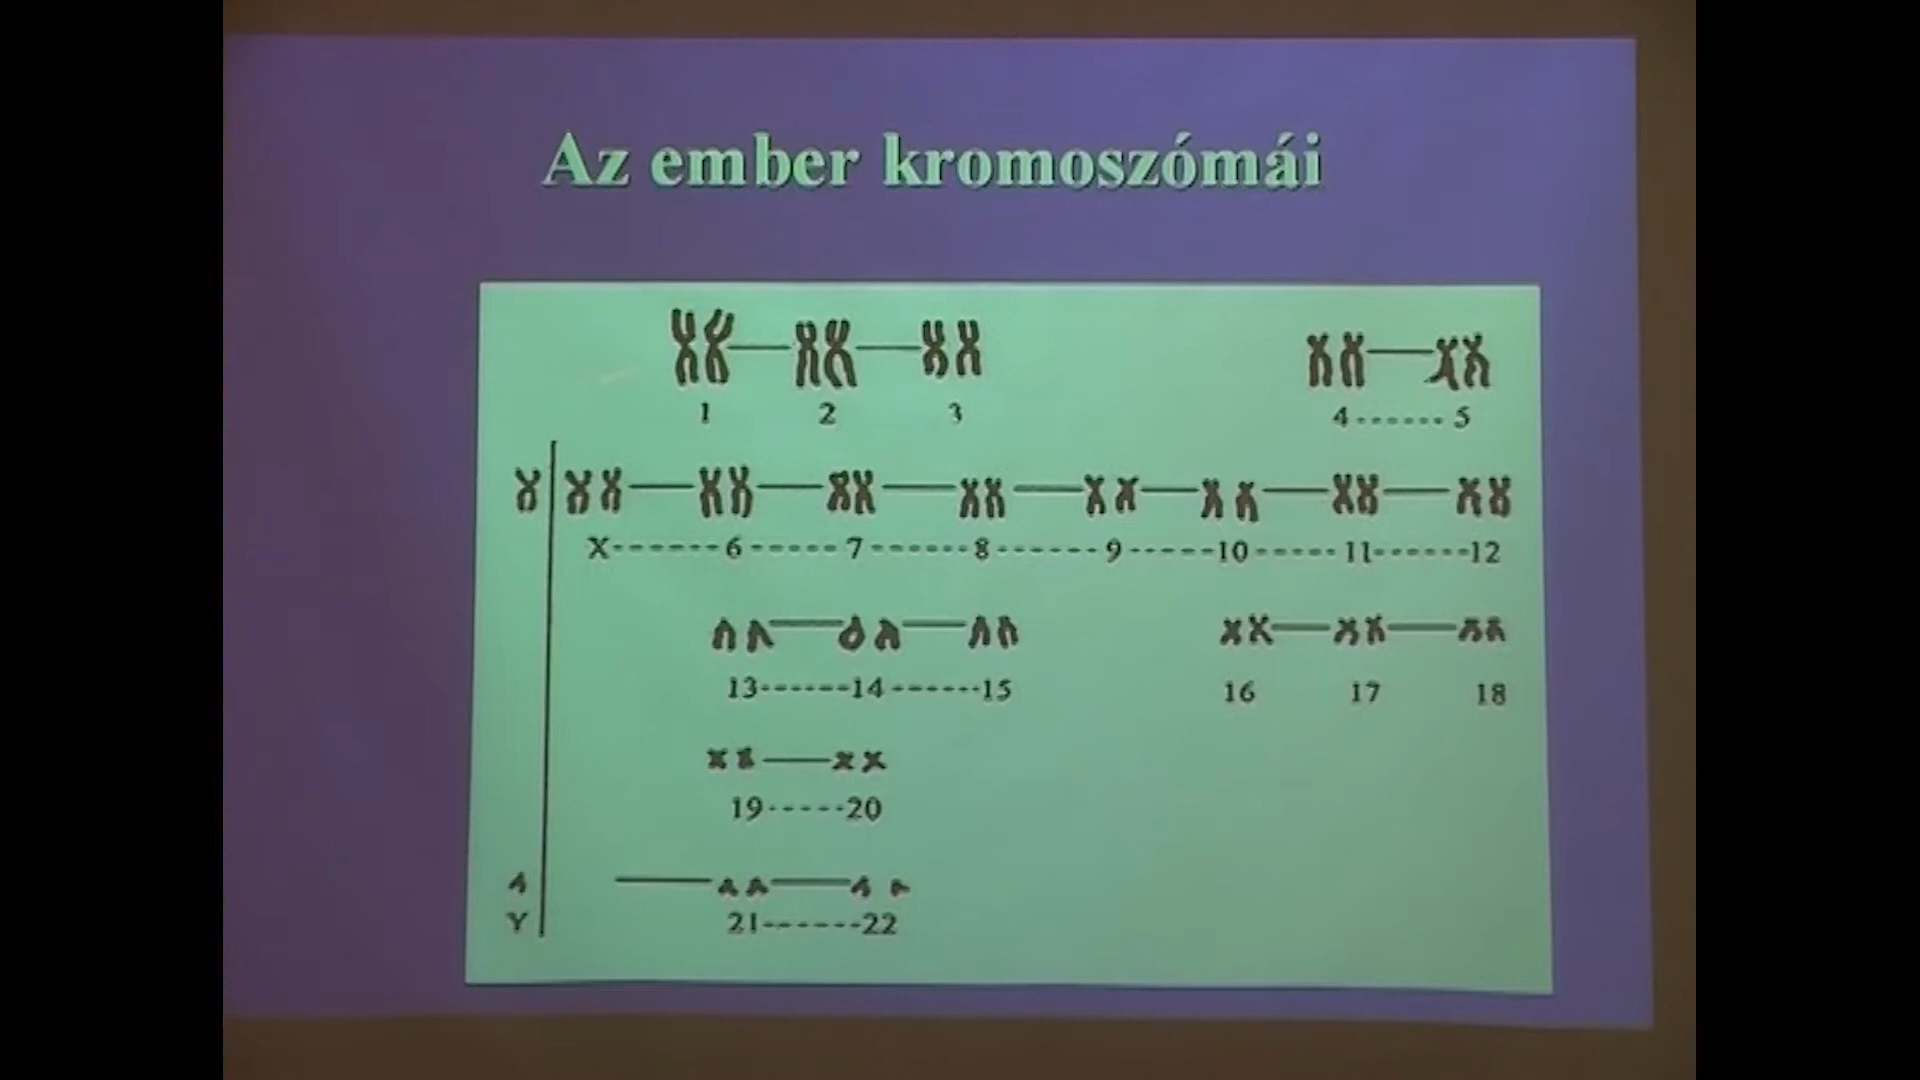 Az ember kromoszómái
1 2 3 4------5
X------6-----7------8------9-----10-----11------12
13------14------15 16 17 18
19-----20
Y 21------22